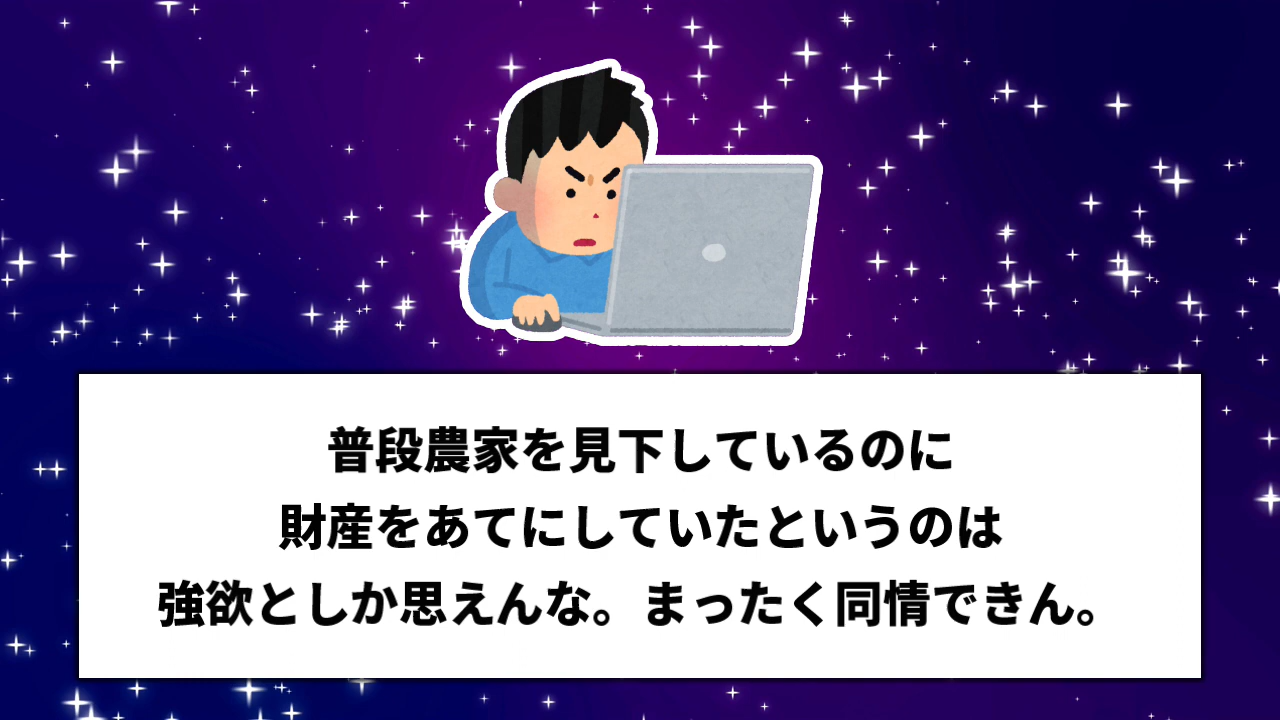 普段農家を見下しているのに
財産をあてにしていたというのは
強欲としか思えんな。まったく同情できん。